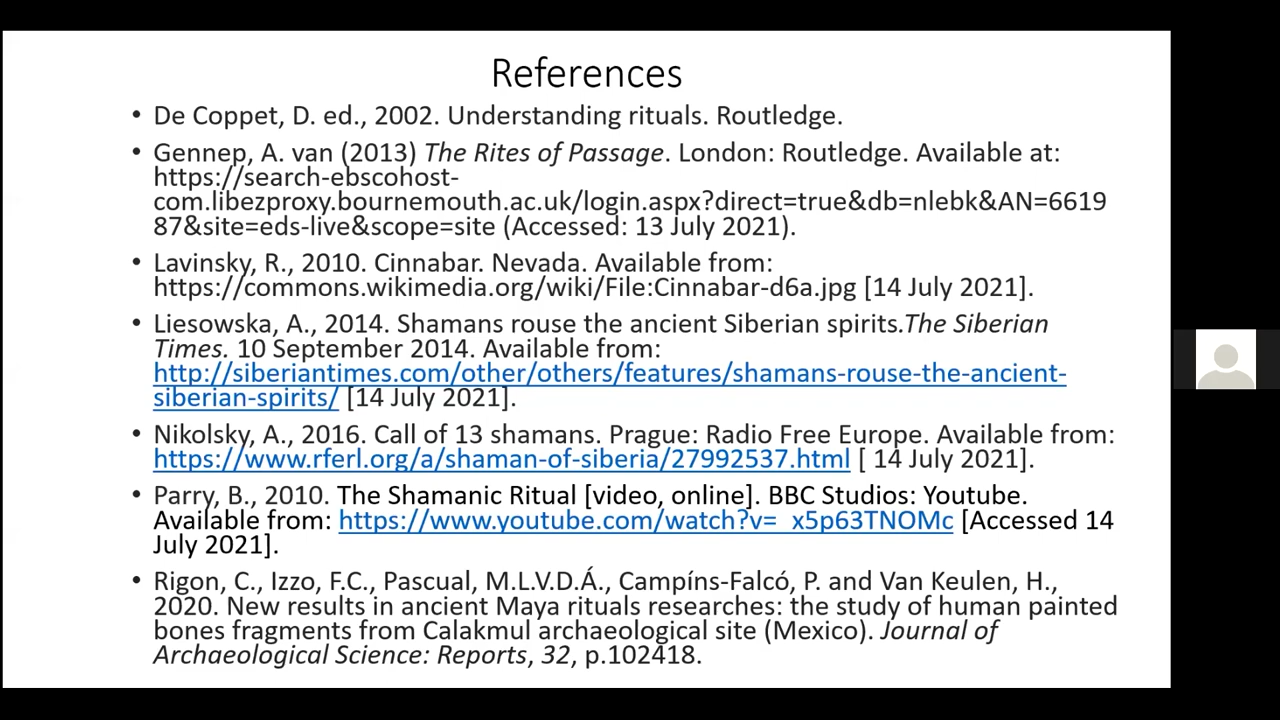 References
• De Coppet, D. ed., 2002. Understanding rituals. Routledge.
• Gennep, A. van (2013) The Rites of Passage. London: Routledge. Available at:
https://search-ebscohost-
com.libezproxy.bournemouth.ac.uk/login.aspx?direct=true&db=nlebk&AN=6619
87&site=eds-live&scope=site (Accessed: 13 July 2021).
• Lavinsky, R., 2010. Cinnabar. Nevada. Available from:
https://commons.wikimedia.org/wiki/File:Cinnabar-d6a.jpg [14 July 2021].
• Liesowska, A., 2014. Shamans rouse the ancient Siberian spirits.The Siberian
Times. 10 September 2014. Available from:
http://siberiantimes.com/other/others/features/shamans-rouse-the-ancient-
siberian-spirits/ [14 July 2021].
• Nikolsky, A., 2016. Call of 13 shamans. Prague: Radio Free Europe. Available from:
https://www.rferl.org/a/shaman-of-siberia/27992537.html [ 14 July 2021].
• Parry, B., 2010. The Shamanic Ritual [video, online]. BBC Studios: Youtube.
Available from: https://www.youtube.com/watch?v=_x5p63TNOMc [Accessed 14
July 2021].
• Rigon, C., Izzo, F.C., Pascual, M.L.V.D.Á., Campíns-Falcó, P. and Van Keulen, H.,
2020. New results in ancient Maya rituals researches: the study of human painted
bones fragments from Calakmul archaeological site (Mexico). Journal of
Archaeological Science: Reports, 32, p.102418.